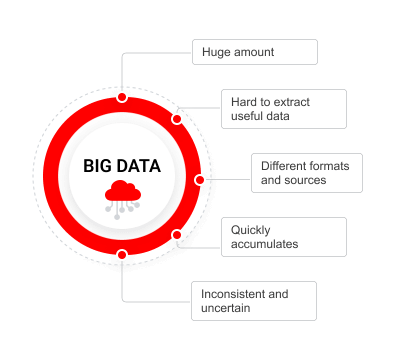 Huge amount
Hard to extract
useful data
BIG DATA
Different formats
and sources
Quickly
accumulates
Inconsistent and
uncertain